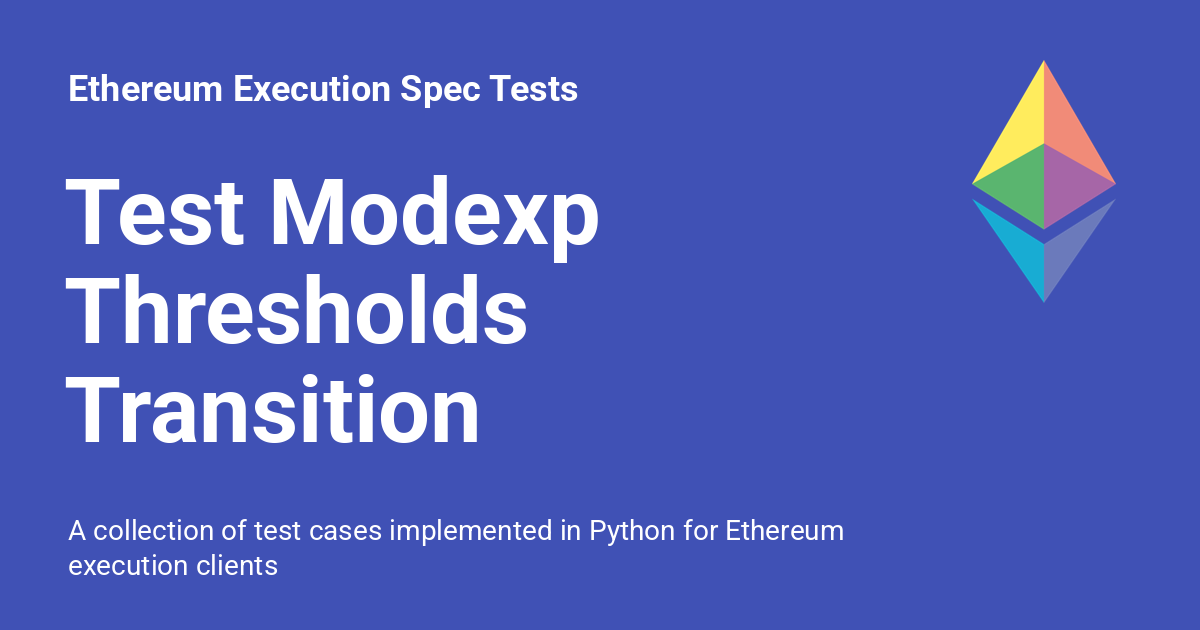 Ethereum Execution Spec Tests
Test Modexp
Thresholds
Transition
A collection of test cases implemented in Python for Ethereum
execution clients